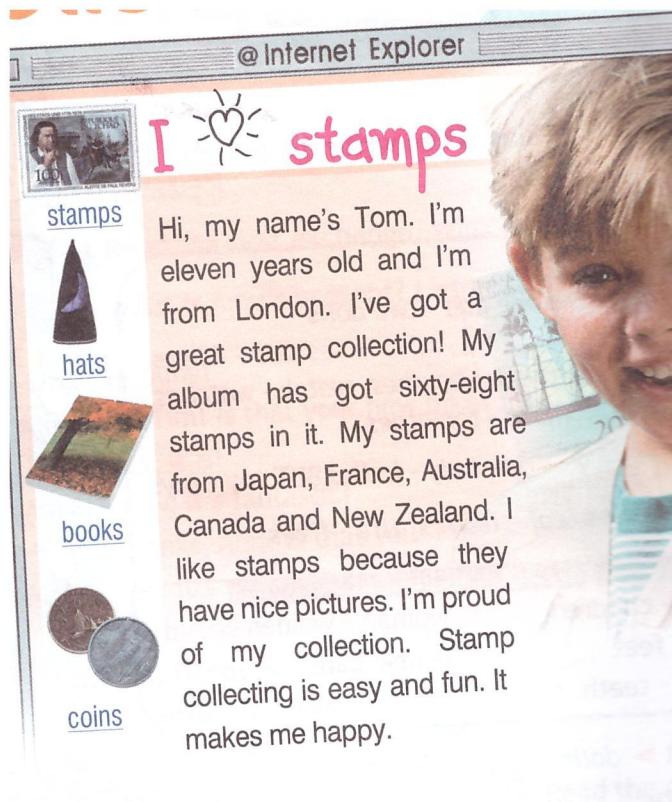 @ Internet Explorer
I stamps
stamps
hats
books
coins
Hi, my name's Tom. I'm
eleven years old and I'm
from London. I've got a
great stamp collection! My
album has got sixty-eight
stamps in it. My stamps are
from Japan, France, Australia,
Canada and New Zealand. I
like stamps because they
have nice pictures. I'm proud
of my collection. Stamp
collecting is easy and fun. It
makes me happy.